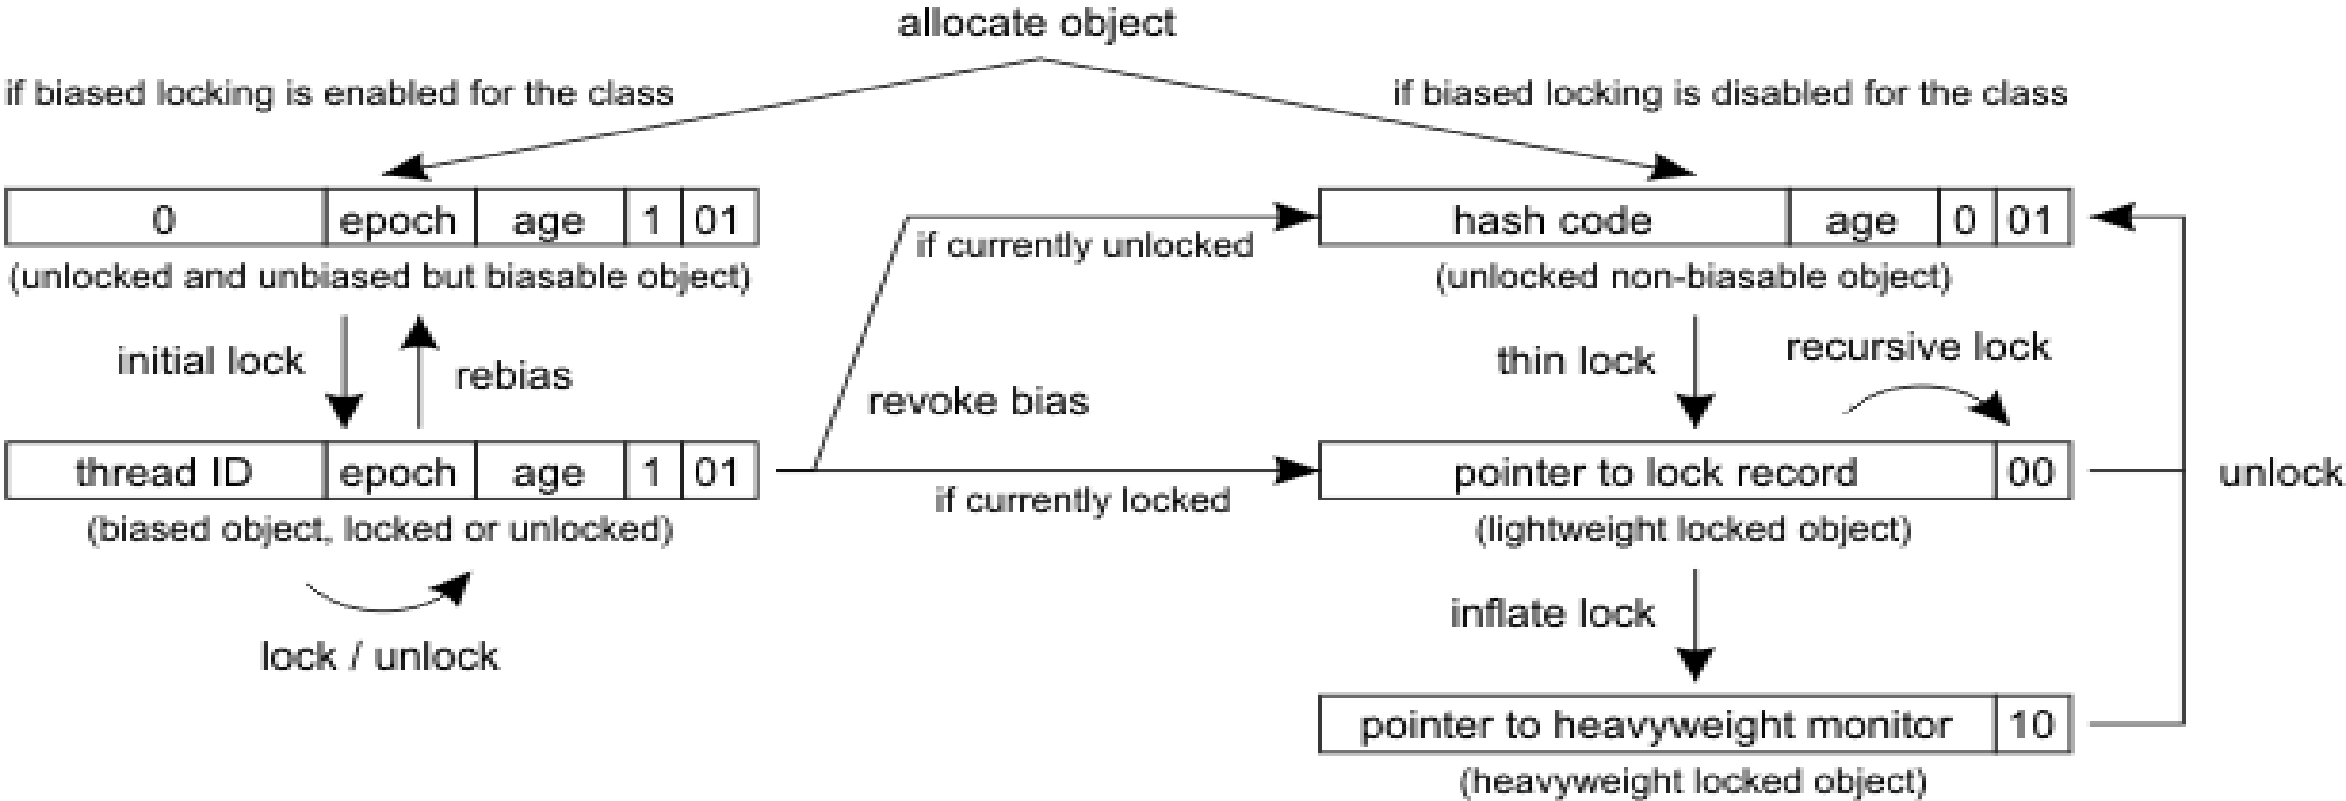 allocate object
if biased locking is enabled for the class
if biased locking is disabled for the class
0 epoch age 1 01
hash code age 0 01
(unlocked and unbiased but biasable object)
if currently unlocked
(unlocked non-biasable object)
initial lock
rebias
revoke bias
thin lock
recursive lock
thread ID epoch age 1 01
pointer to lock record 00
unlock
(biased object, locked or unlocked)
if currently locked
(lightweight locked object)
lock / unlock
inflate lock
pointer to heavyweight monitor 10
(heavyweight locked object)